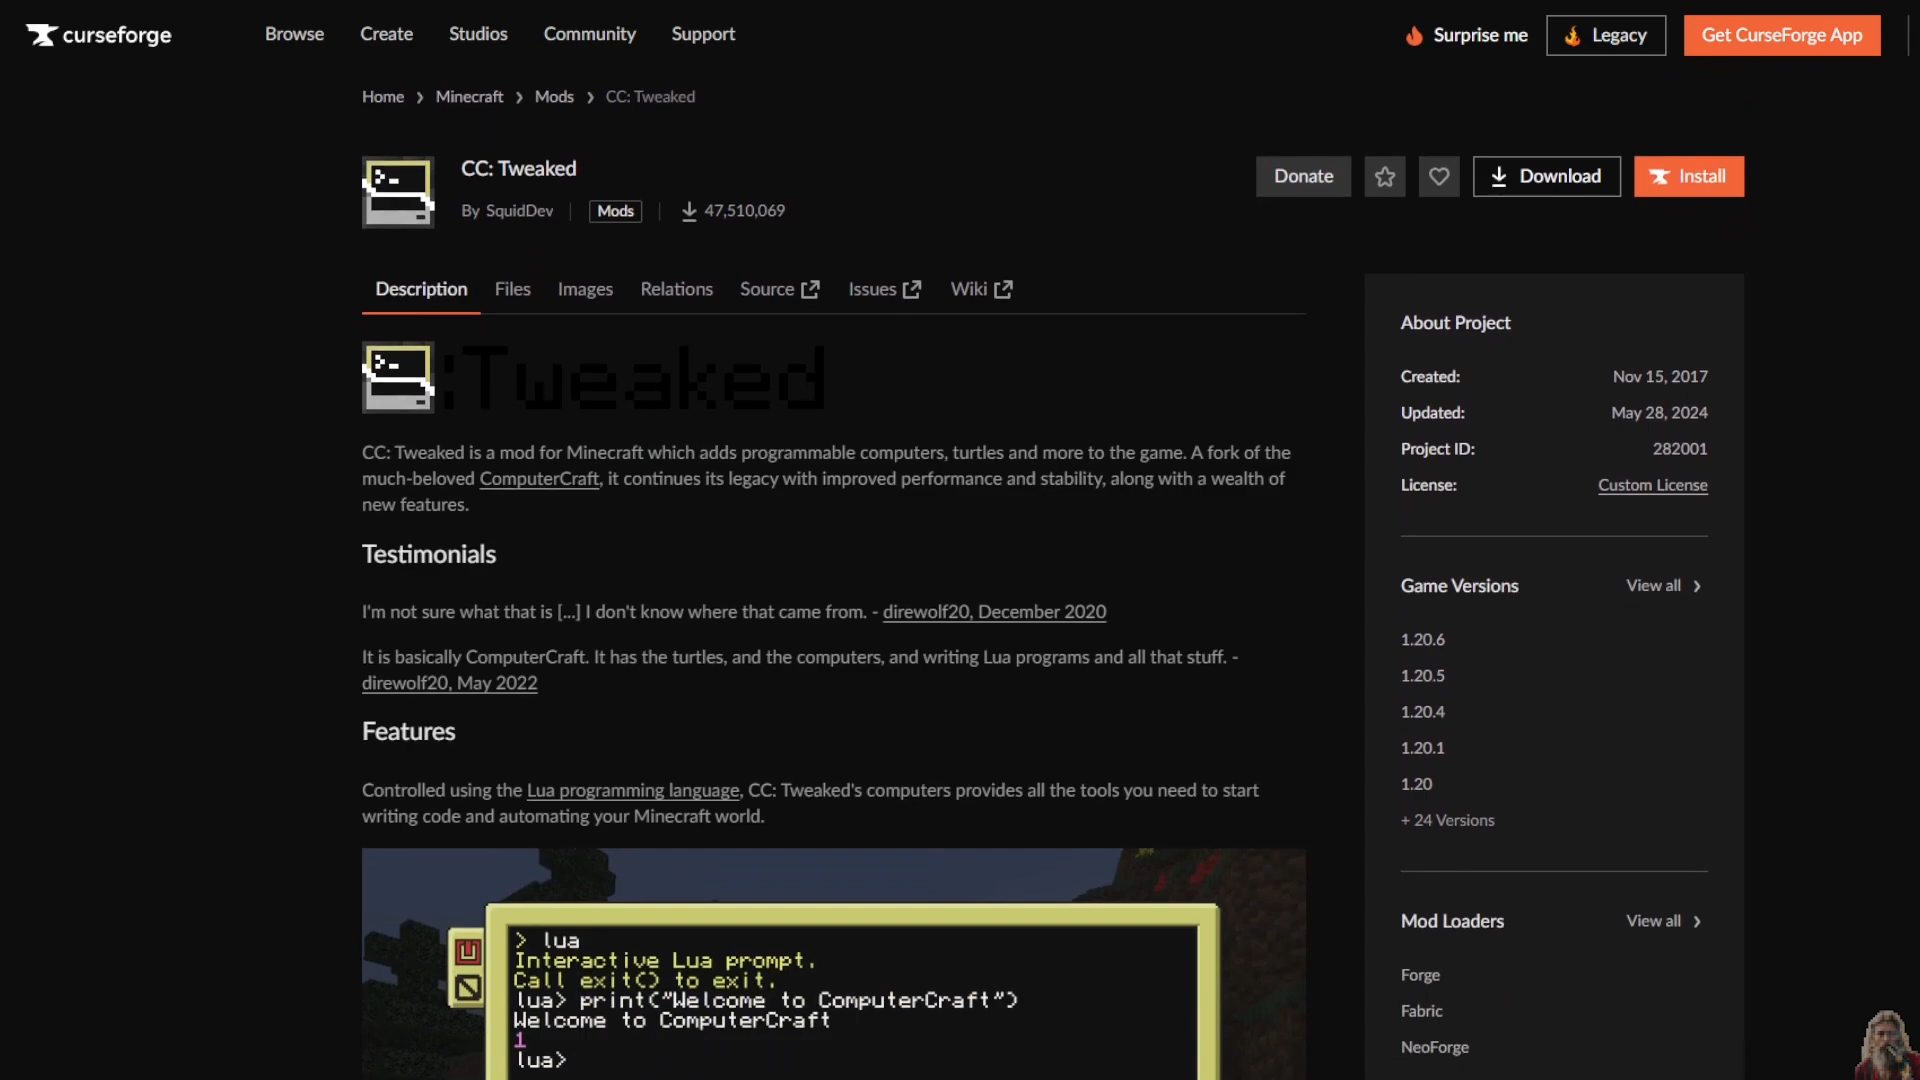 curseforge
Browse
Create
Studios
Community
Support
Surprise me
Legacy
Get CurseForge App
Home
Minecraft
Mods
CC: Tweaked
CC: Tweaked
By SquidDev
Mods
47,510,069
Donate
Download
Install
Description
Files
Images
Relations
Source
Issues
Wiki
:Tweaked
CC: Tweaked is a mod for Minecraft which adds programmable computers, turtles and more to the game. A fork of the
much-beloved ComputerCraft, it continues its legacy with improved performance and stability, along with a wealth of
new features.
Testimonials
I'm not sure what that is [...] I don't know where that came from. - direwolf20, December 2020
It is basically ComputerCraft. It has the turtles, and the computers, and writing Lua programs and all that stuff. -
direwolf20, May 2022
Features
Controlled using the Lua programming language, CC: Tweaked's computers provides all the tools you need to start
writing code and automating your Minecraft world.
> lua
Interactive Lua prompt.
Call exit() to exit.
lua> print("Welcome to ComputerCraft")
Welcome to ComputerCraft
1
lua>
About Project
Created: Nov 15, 2017
Updated: May 28, 2024
Project ID: 282001
License: Custom License
Game Versions
View all
1.20.6
1.20.5
1.20.4
1.20.1
1.20
+ 24 Versions
Mod Loaders
View all
Forge
Fabric
NeoForge